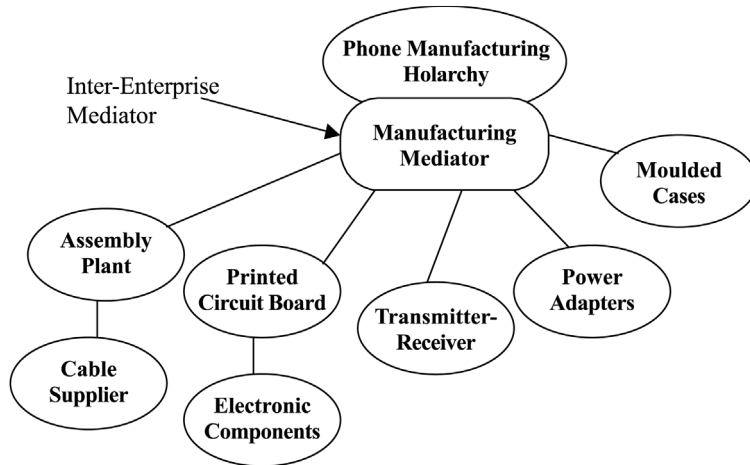 Phone Manufacturing
Holarchy
Inter-Enterprise
Mediator
Manufacturing
Mediator
Moulded
Cases
Assembly
Plant
Printed
Circuit Board
Power
Adapters
Transmitter-
Receiver
Cable
Supplier
Electronic
Components